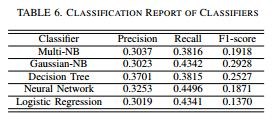 TABLE 6. CLASSIFICATION REPORT OF CLASSIFIERS
Classifier Precision Recall F1-score
Multi-NB 0.3037 0.3816 0.1918
Gaussian-NB 0.3023 0.4342 0.2928
Decision Tree 0.3701 0.3815 0.2527
Neural Network 0.3253 0.4496 0.1871
Logistic Regression 0.3019 0.4341 0.1370